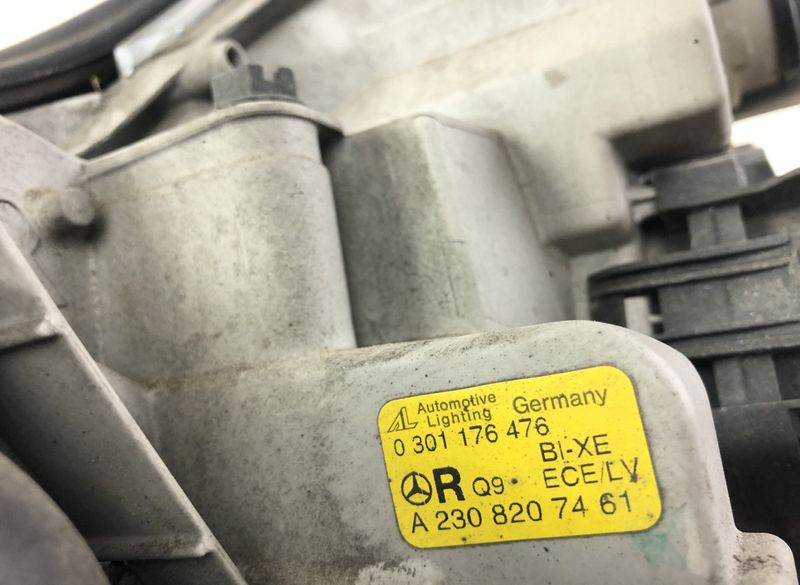 Automotive
Lighting Germany
0 301 176 476
BI-XE
R Q9 ECE/LV
A 230 820 74 61